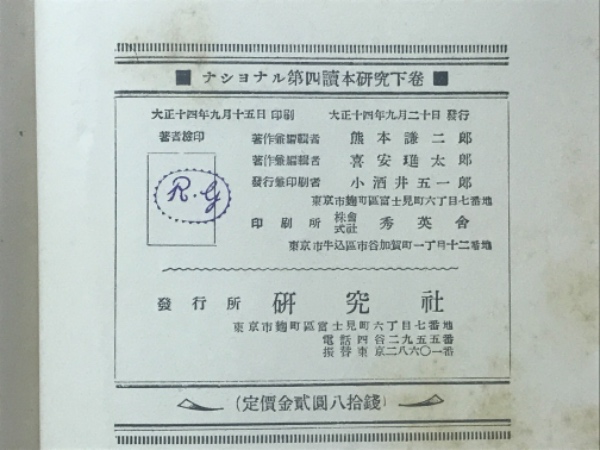 ■ ナショナル第四讀本硏究下卷 ■
大正十四年九月十五日 印刷 大正十四年九月二十日 發行
著者檢印
R.G
著作兼編輯者 熊本謙二郎
著作兼編輯者 喜安璡太郎
發行兼印刷者 小酒井五一郎
東京市麴町區富士見町六丁目七番地
印刷所 株式會社 秀英舍
東京市牛込區市谷加賀町一丁目十二番地
發行所 硏究社
東京市麴町區富士見町六丁目七番地
電話四谷二九五五番
振替東京二八六〇一番
(定價金貳圓八拾錢)